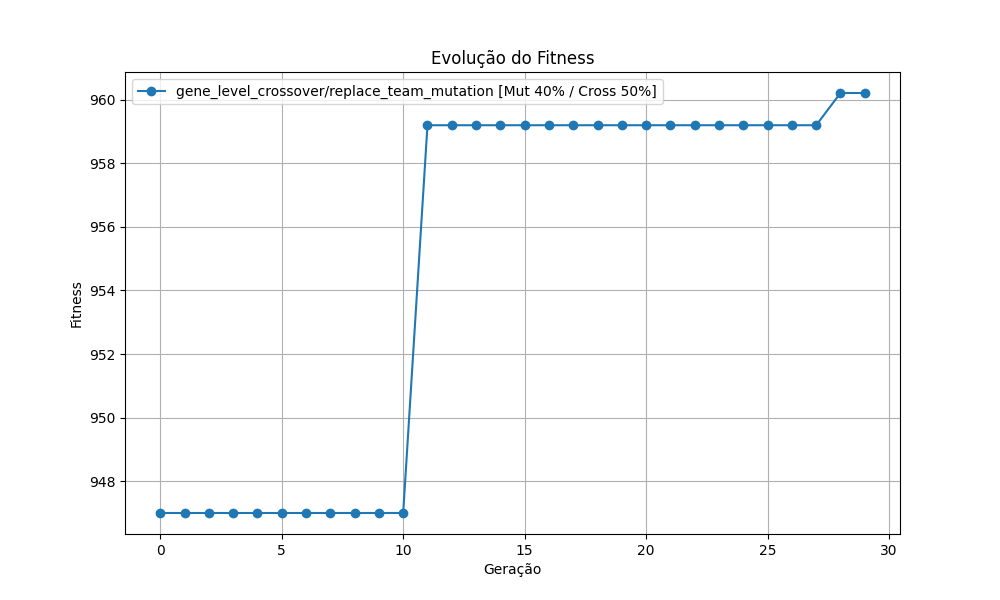 Evolução do Fitness
gene_level_crossover/replace_team_mutation [Mut 40% / Cross 50%]
Fitness
960
958
956
954
952
950
948
0 5 10 15 20 25 30
Geração